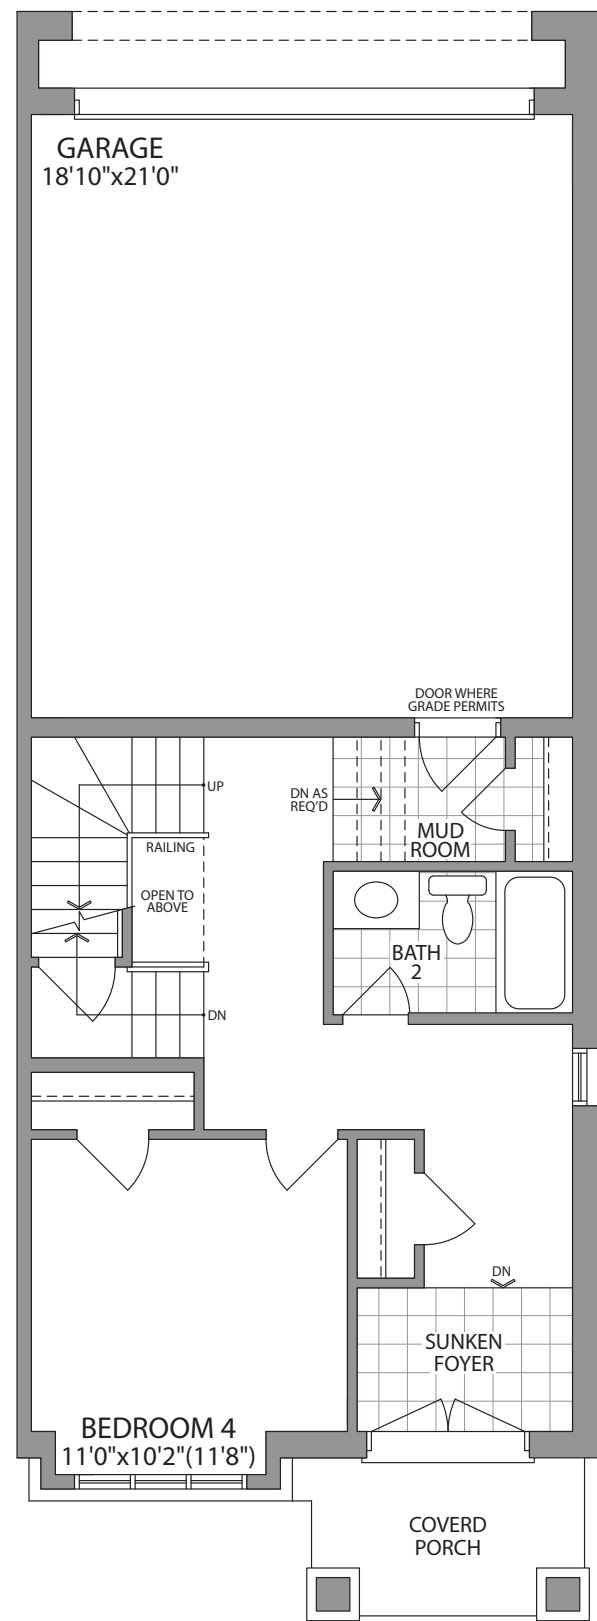 GARAGE
18'10"x21'0"
DOOR WHERE
GRADE PERMITS
UP
DN AS
REQ'D
MUD
ROOM
RAILING
OPEN TO
ABOVE
BATH
2
DN
DN
SUNKEN
FOYER
BEDROOM 4
11'0"x10'2"(11'8")
COVERD
PORCH